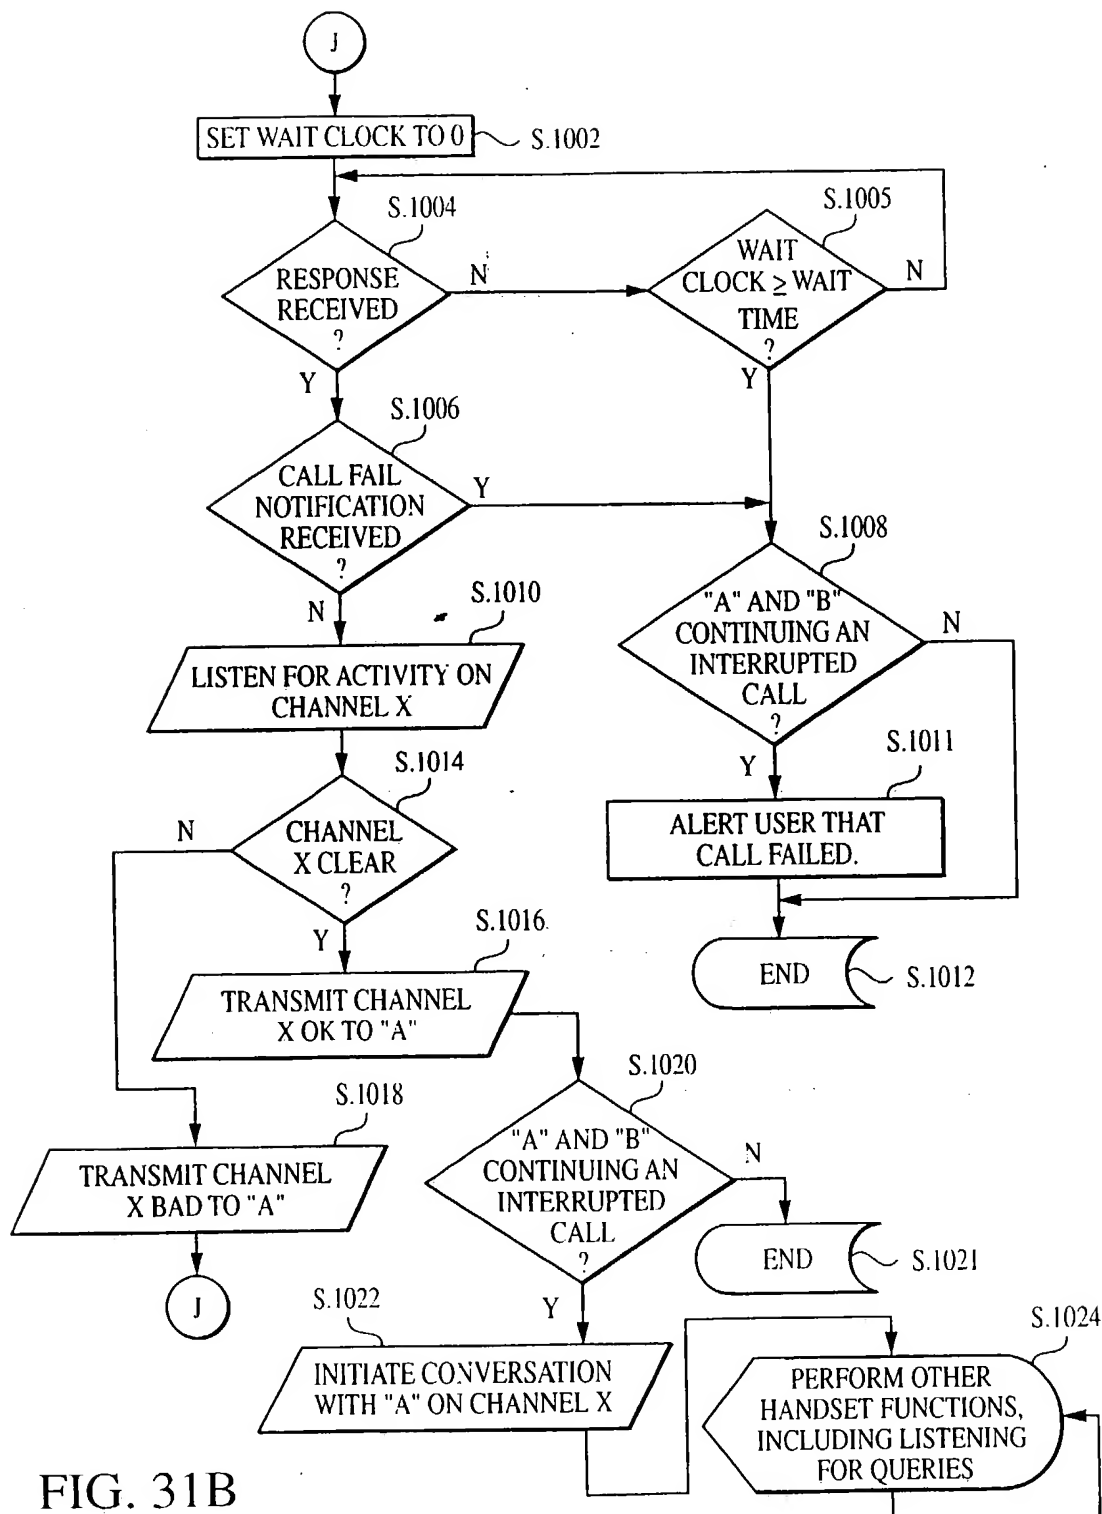 J
SET WAIT CLOCK TO 0
S.1002
S.1004
RESPONSE
RECEIVED
?
N
Y
S.1005
WAIT
CLOCK ≥ WAIT
TIME
?
N
Y
S.1006
CALL FAIL
NOTIFICATION
RECEIVED
?
Y
N
S.1008
"A" AND "B"
CONTINUING AN
INTERRUPTED
CALL
?
N
Y
S.1010
LISTEN FOR ACTIVITY ON
CHANNEL X
S.1011
ALERT USER THAT
CALL FAILED.
S.1014
CHANNEL
X CLEAR
?
N
Y
END
S.1012
S.1016
TRANSMIT CHANNEL
X OK TO "A"
S.1018
TRANSMIT CHANNEL
X BAD TO "A"
J
S.1020
"A" AND "B"
CONTINUING AN
INTERRUPTED
CALL
?
N
Y
END
S.1021
S.1022
INITIATE CONVERSATION
WITH "A" ON CHANNEL X
S.1024
PERFORM OTHER
HANDSET FUNCTIONS,
INCLUDING LISTENING
FOR QUERIES
FIG. 31B